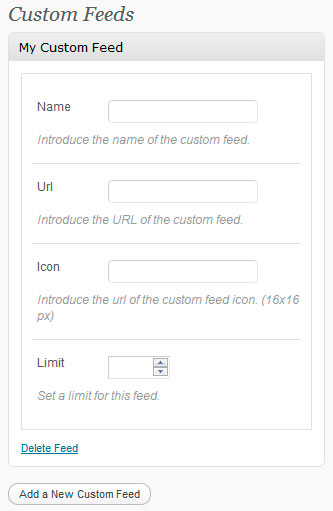 Custom Feeds
My Custom Feed
Name
Introduce the name of the custom feed.
Url
Introduce the URL of the custom feed.
Icon
Introduce the url of the custom feed icon. (16x16
px)
Limit
Set a limit for this feed.
Delete Feed
Add a New Custom Feed